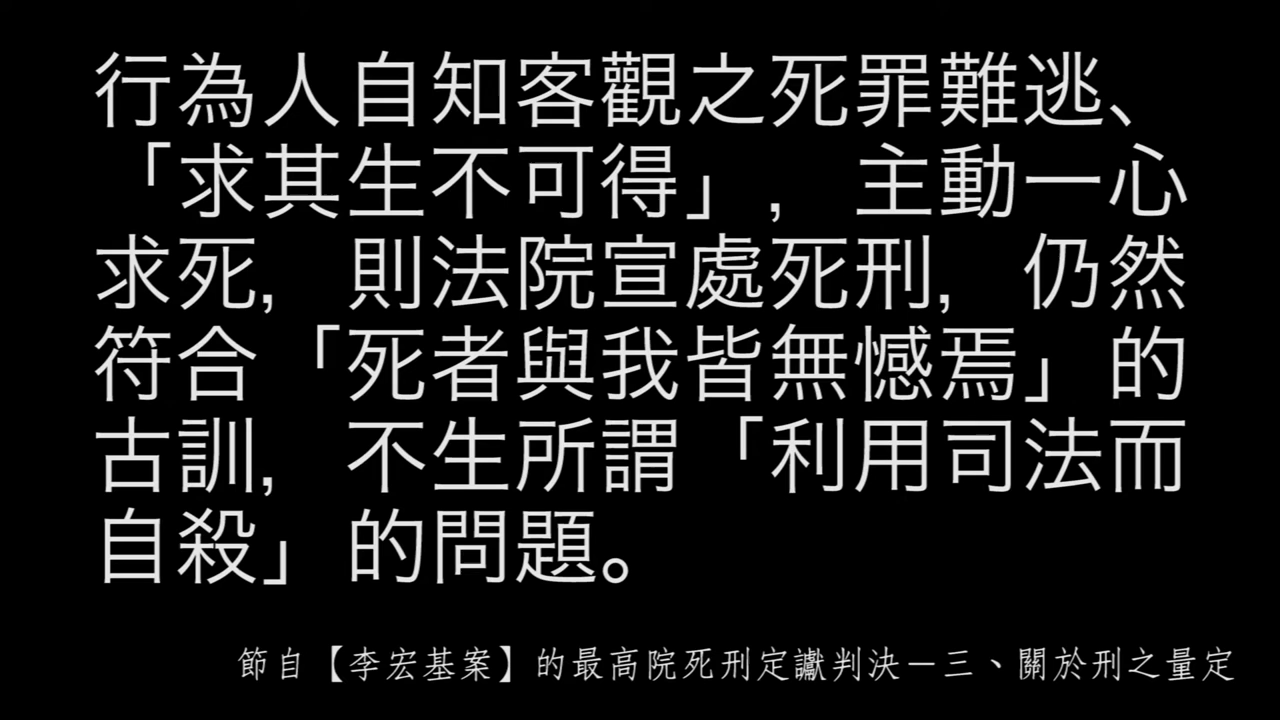 行為人自知客觀之死罪難逃、
「求其生不可得」，主動一心
求死，則法院宣處死刑，仍然
符合「死者與我皆無憾焉」的
古訓，不生所謂「利用司法而
自殺」的問題。
節自【李宏基案】的最高院死刑定讞判決－三、關於刑之量定